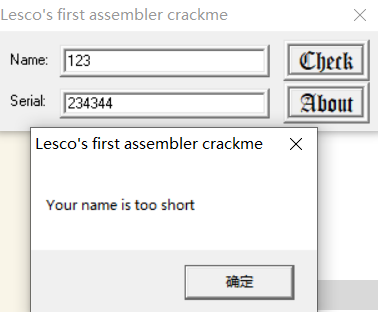 Lesco's first assembler crackme
Name: 123 Check
Serial: 234344 About
Lesco's first assembler crackme
Your name is too short
确定